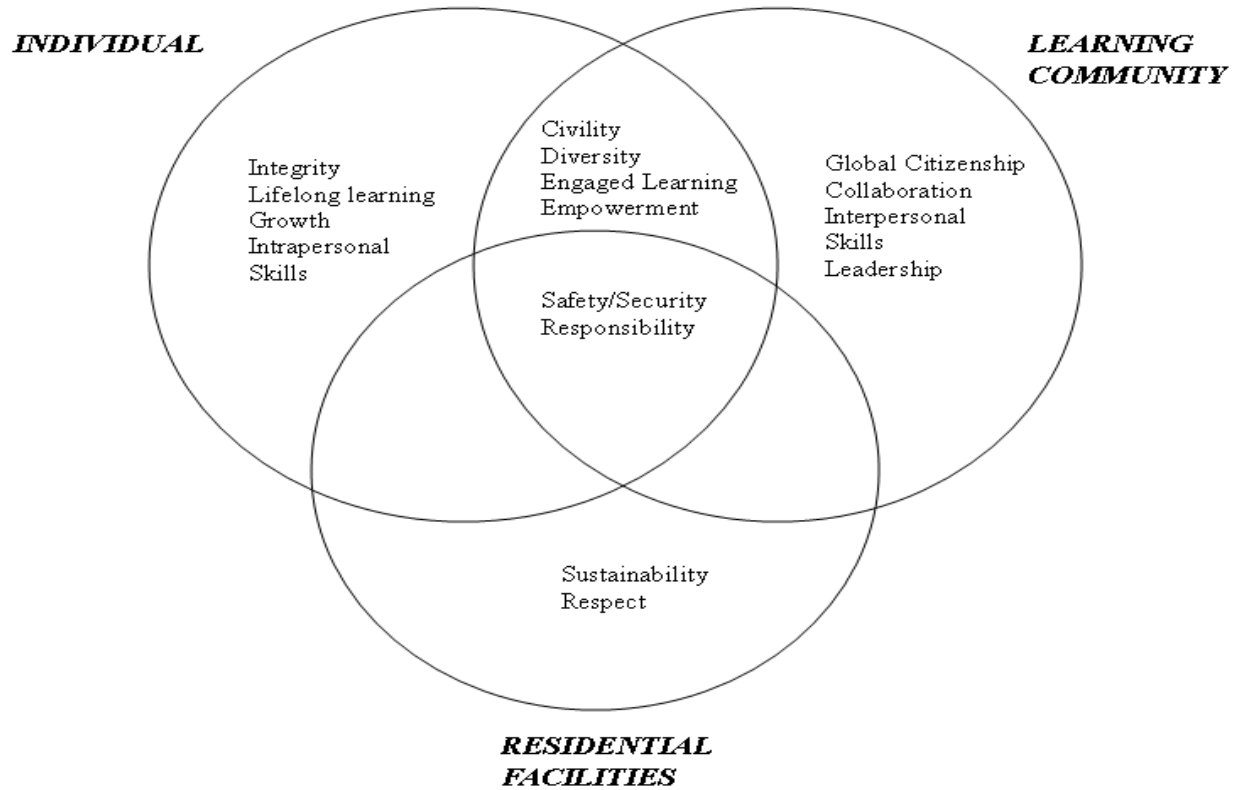 INDIVIDUAL
LEARNING
COMMUNITY
Integrity
Lifelong learning
Growth
Intrapersonal
Skills
Civility
Diversity
Engaged Learning
Empowerment
Global Citizenship
Collaboration
Interpersonal
Skills
Leadership
Safety/Security
Responsibility
Sustainability
Respect
RESIDENTIAL
FACILITIES